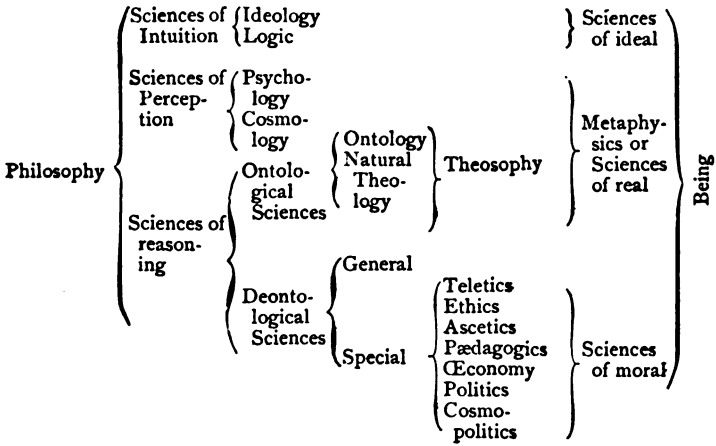 Philosophy
Sciences of
Intuition
Ideology
Logic
Sciences
of ideal
Sciences of
Percep-
tion
Psycho-
logy
Cosmo-
logy
Metaphy-
sics or
Sciences
of real
Sciences of
reason-
ing
Ontolo-
gical
Sciences
Ontology
Natural
Theo-
logy
Theosophy
Deonto-
logical
Sciences
General
Special
Teletics
Ethics
Ascetics
Pædagogics
Œconomy
Politics
Cosmo-
politics
Sciences
of moral
Being